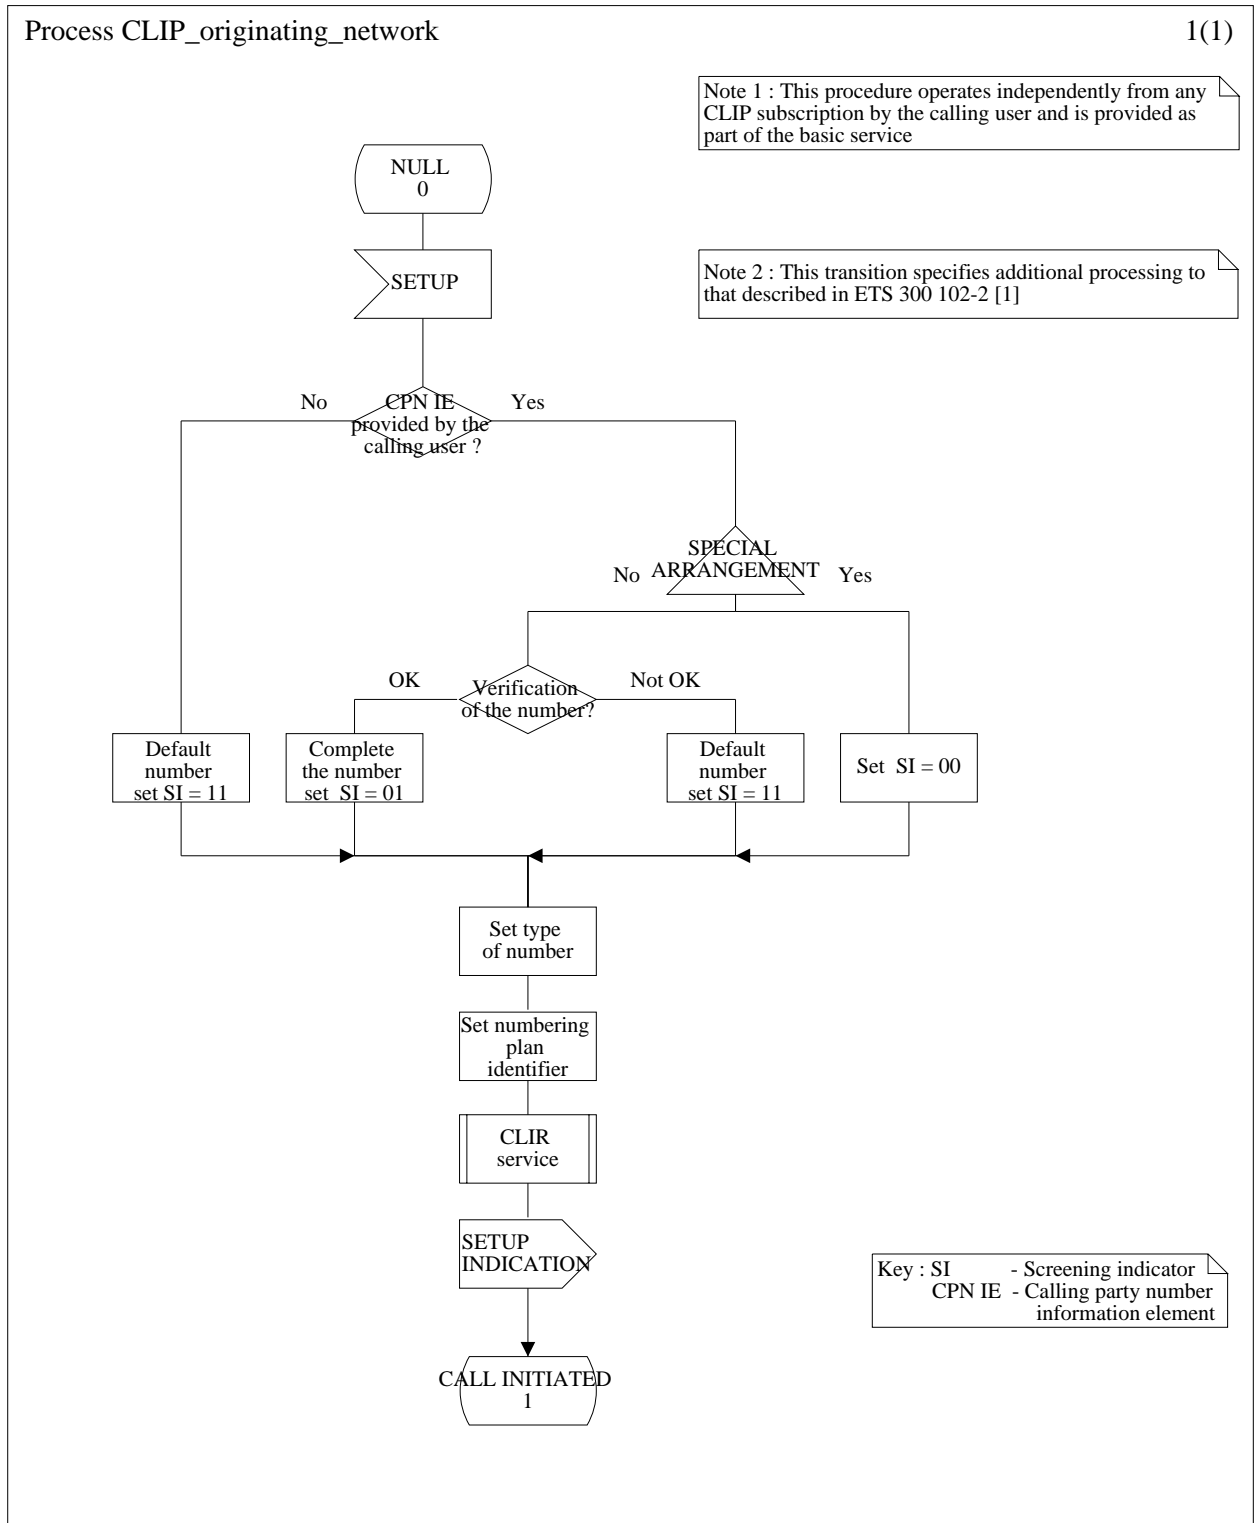 Process CLIP_originating_network
1(1)
Note 1 : This procedure operates independently from any
CLIP subscription by the calling user and is provided as
part of the basic service
NULL
0
SETUP
Note 2 : This transition specifies additional processing to
that described in ETS 300 102-2 [1]
No
CPN IE
provided by the
calling user ?
Yes
SPECIAL
ARRANGEMENT
No
Yes
OK
Verification
of the number?
Not OK
Default
number
set SI = 11
Complete
the number
set SI = 01
Default
number
set SI = 11
Set SI = 00
Set type
of number
Set numbering
plan
identifier
CLIR
service
SETUP
INDICATION
Key : SI - Screening indicator
CPN IE - Calling party number
information element
CALL INITIATED
1